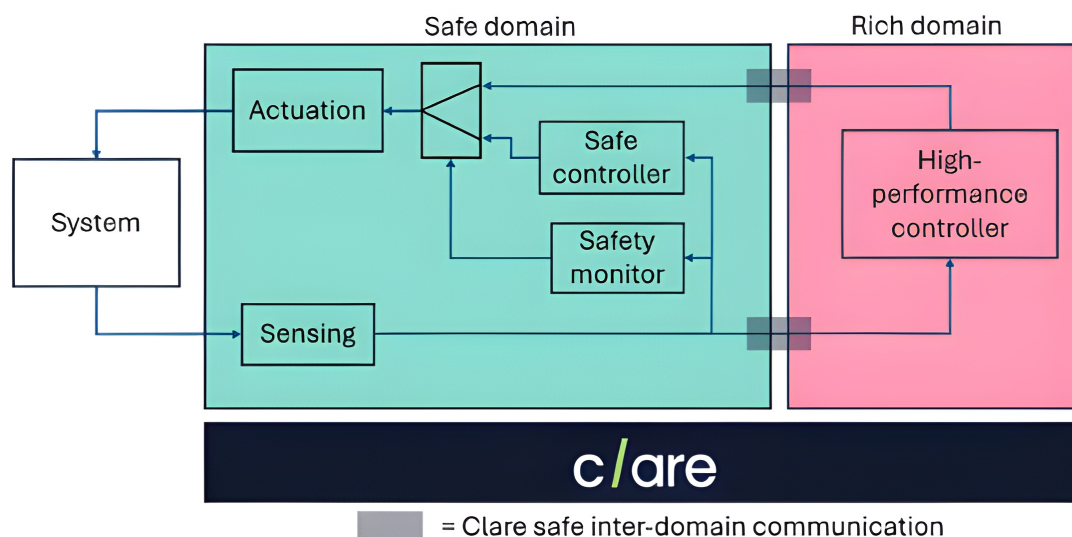 Safe domain
Rich domain
Actuation
Safe
controller
High-
performance
controller
System
Safety
monitor
Sensing
c/are
= Clare safe inter-domain communication